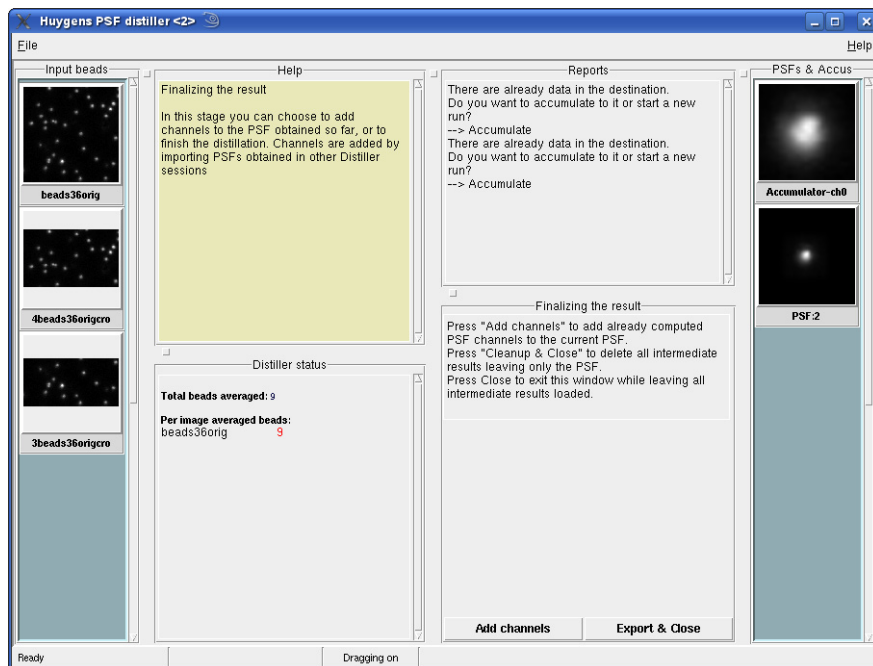 Huygens PSF distiller <2>
File
Help
Input beads
beads36orig
4beads36origcro
3beads36origcro
Help
Finalizing the result
In this stage you can choose to add
channels to the PSF obtained so far, or to
finish the distillation. Channels are added by
importing PSFs obtained in other Distiller
sessions
Distiller status
Total beads averaged: 9
Per image averaged beads:
beads36orig 9
Reports
There are already data in the destination.
Do you want to accumulate to it or start a new
run?
--> Accumulate
There are already data in the destination.
Do you want to accumulate to it or start a new
run?
--> Accumulate
Finalizing the result
Press "Add channels" to add already computed
PSF channels to the current PSF.
Press "Cleanup & Close" to delete all intermediate
results leaving only the PSF.
Press Close to exit this window while leaving all
intermediate results loaded.
Add channels
Export & Close
PSFs & Accus
Accumulator-ch0
PSF:2
Ready
Dragging on